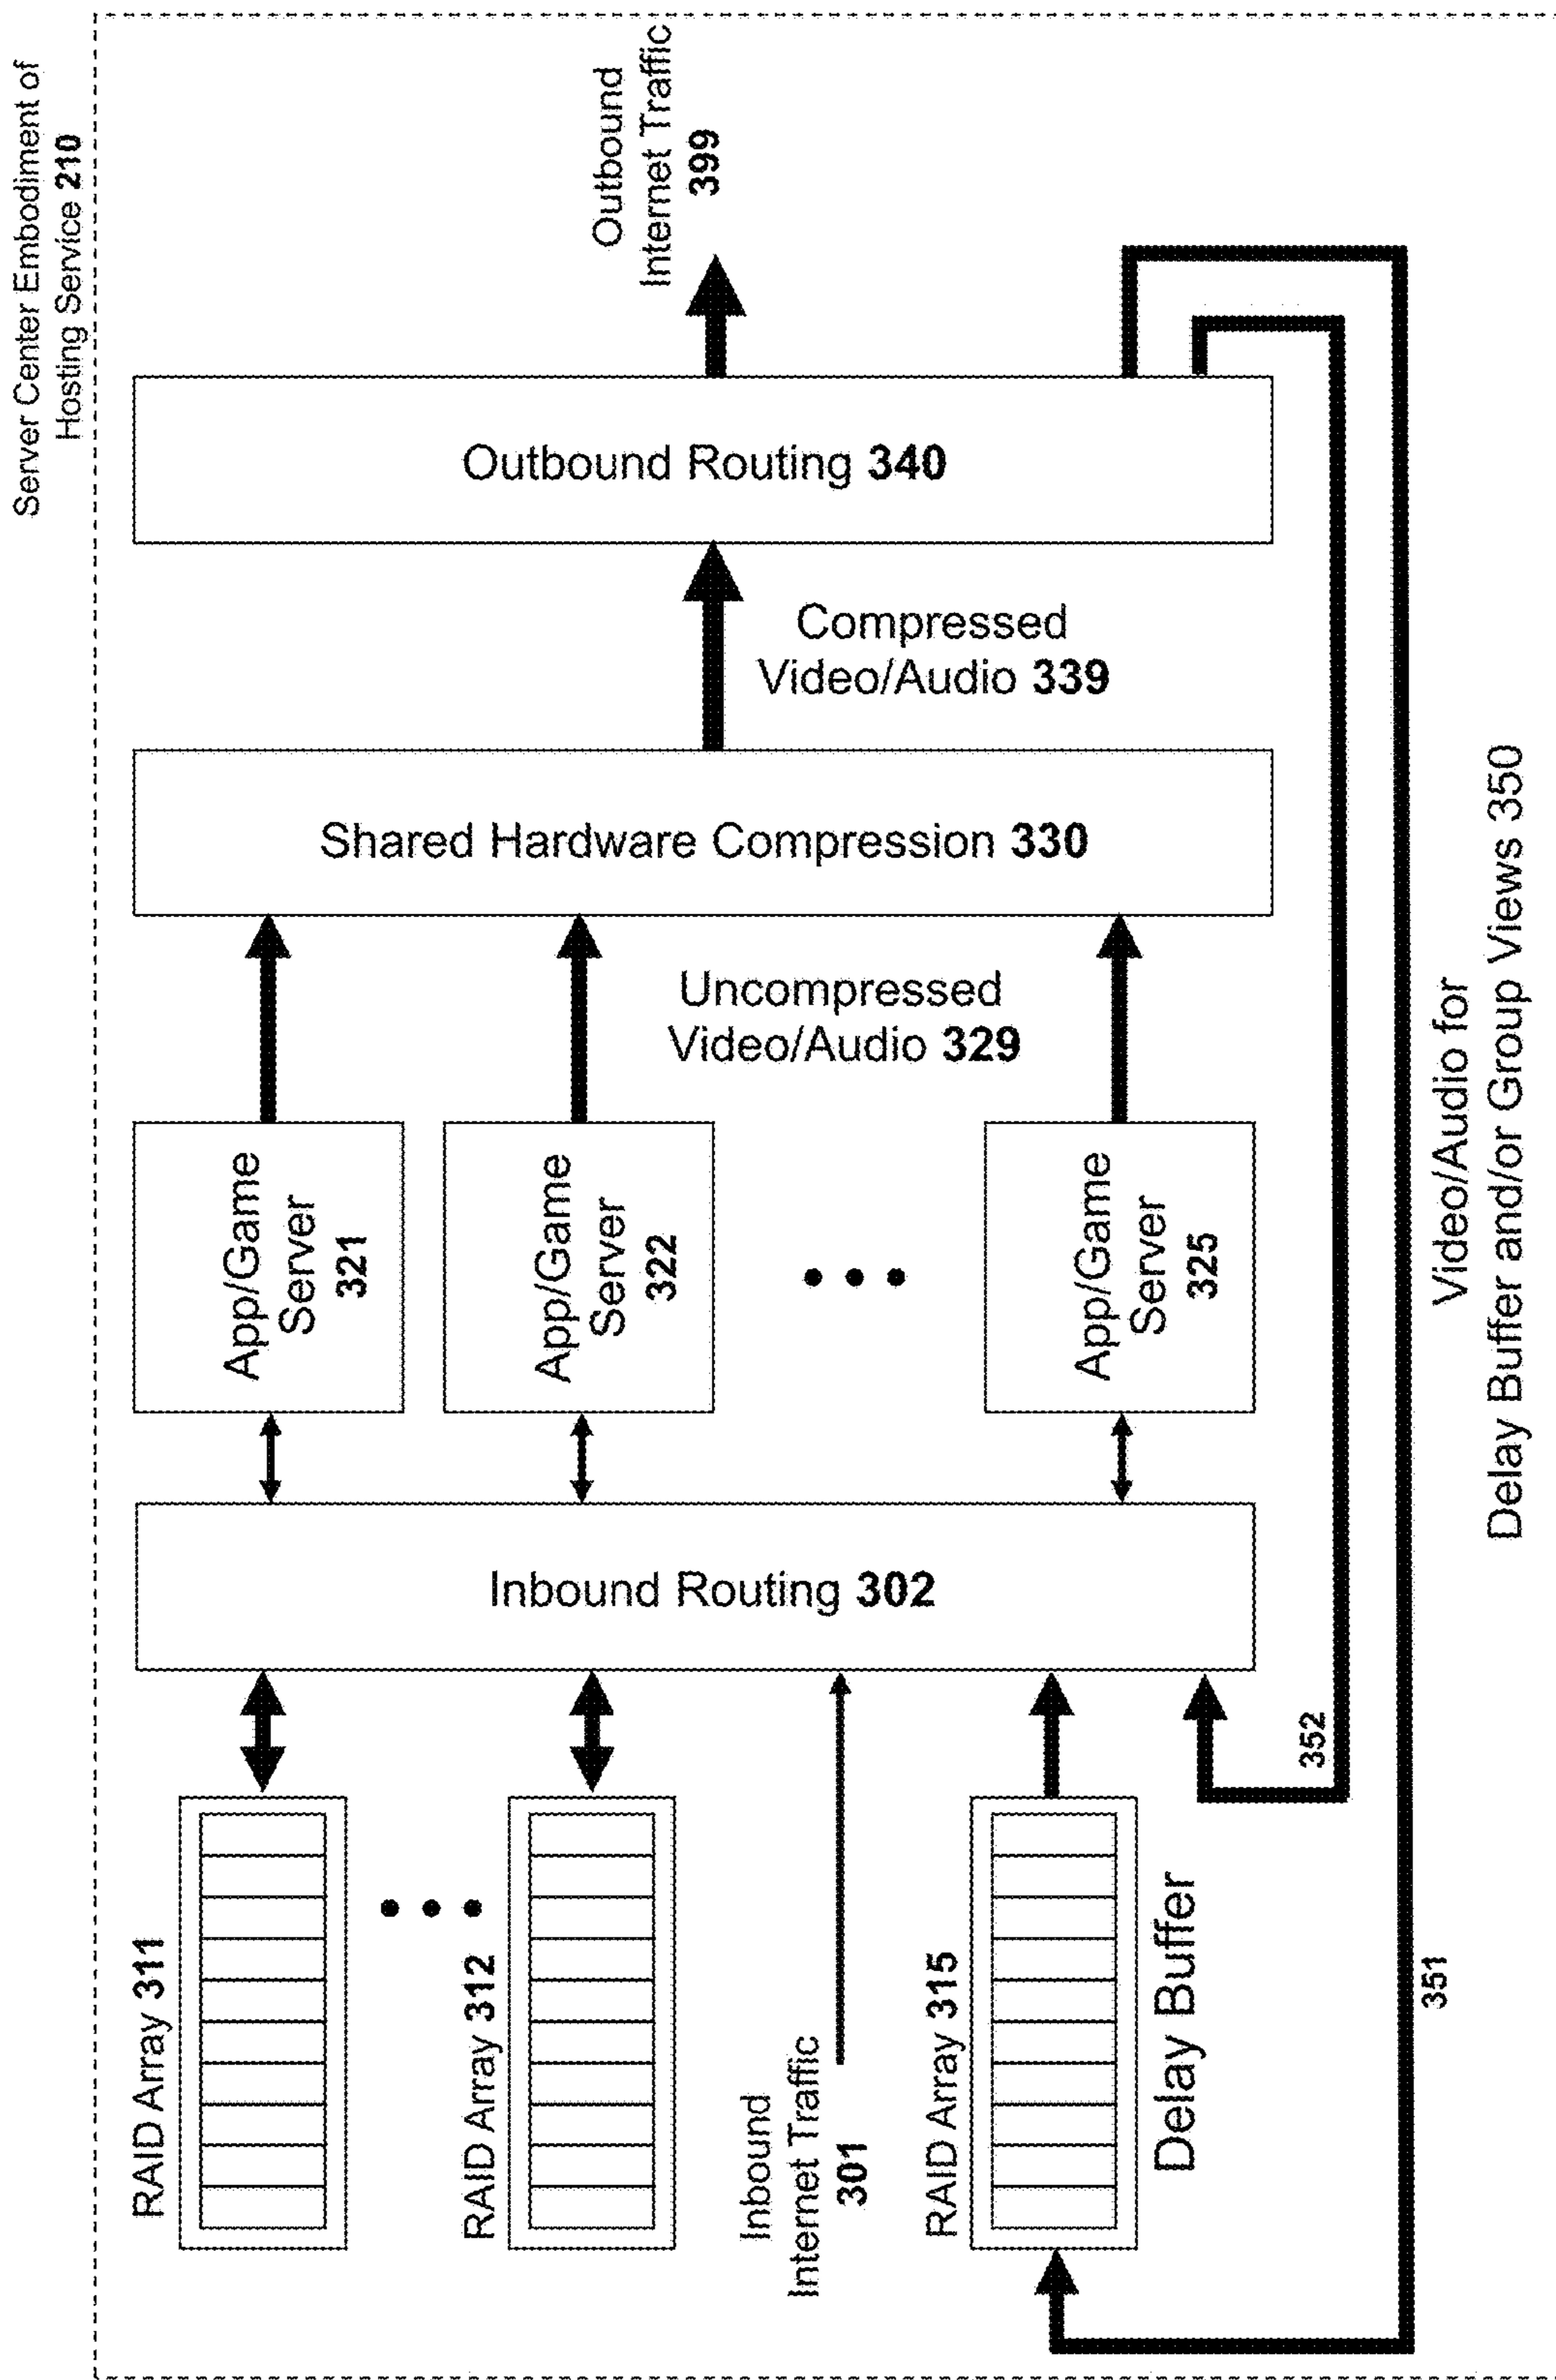 Server Center Embodiment of
Hosting Service 210
RAID Array 311
RAID Array 312
Inbound
Internet Traffic
301
RAID Array 315
Delay Buffer
Inbound Routing 302
App/Game
Server
321
App/Game
Server
322
App/Game
Server
325
Uncompressed
Video/Audio 329
Shared Hardware Compression 330
Compressed
Video/Audio 339
Outbound Routing 340
Outbound
Internet Traffic
399
352
351
Video/Audio for
Delay Buffer and/or Group Views 350